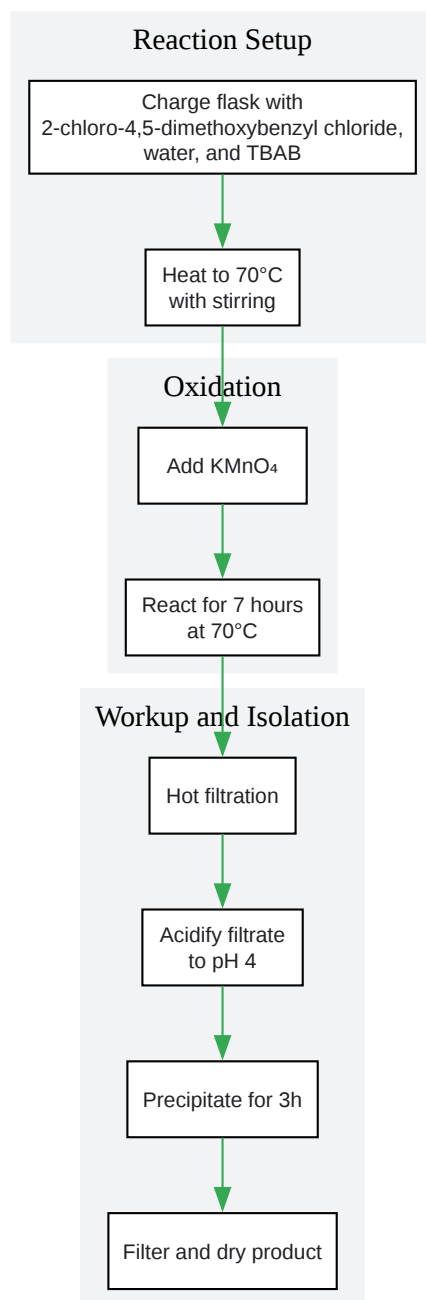 Reaction Setup
Charge flask with
2-chloro-4,5-dimethoxybenzyl chloride,
water, and TBAB
Heat to 70°C
with stirring
Oxidation
Add KMnO₄
React for 7 hours
at 70°C
Workup and Isolation
Hot filtration
Acidify filtrate
to pH 4
Precipitate for 3h
Filter and dry product